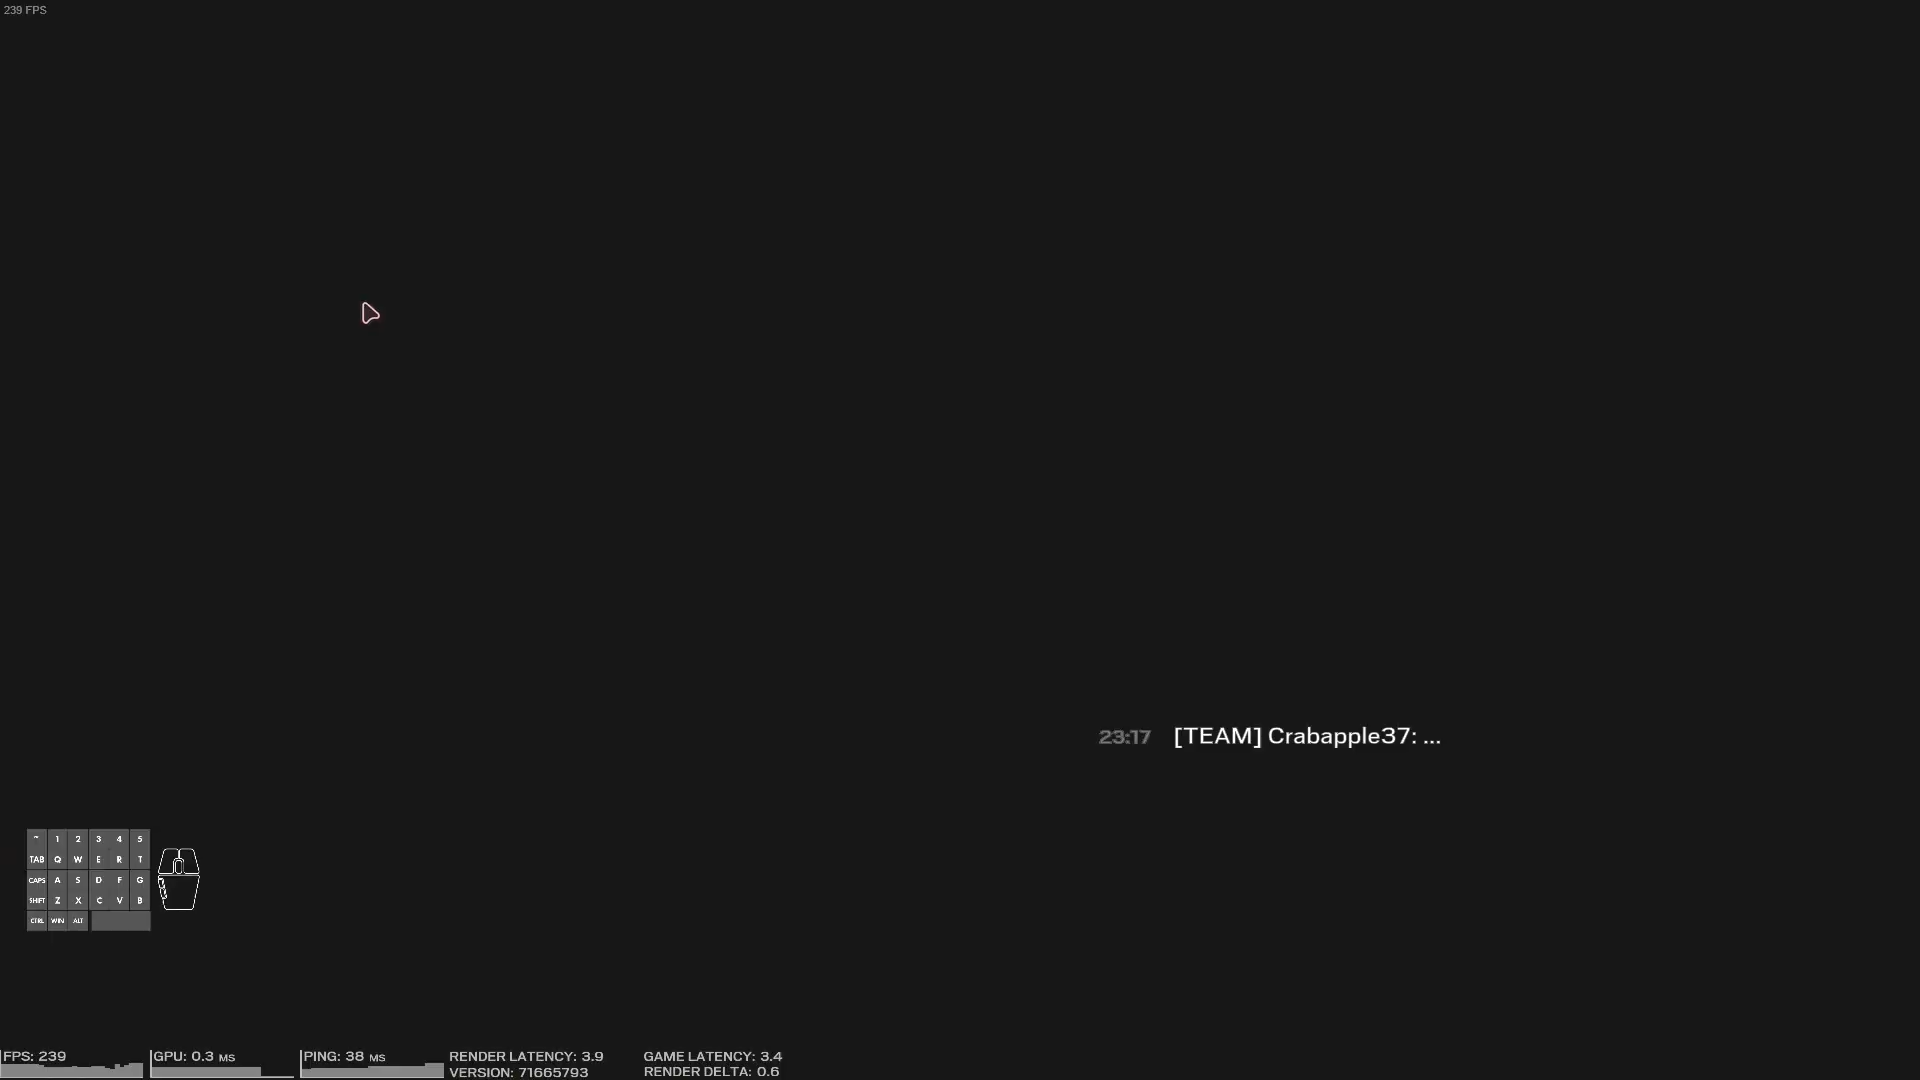 239 FPS
23:17 [TEAM] Crabapple37: ...
~ 1 2 3 4 5
TAB Q W E R T
CAPS A S D F G
SHIFT Z X C V B
CTRL WIN ALT
FPS: 239 GPU: 0.3 MS PING: 38 MS RENDER LATENCY: 3.9 GAME LATENCY: 3.4
VERSION: 71665793 RENDER DELTA: 0.6